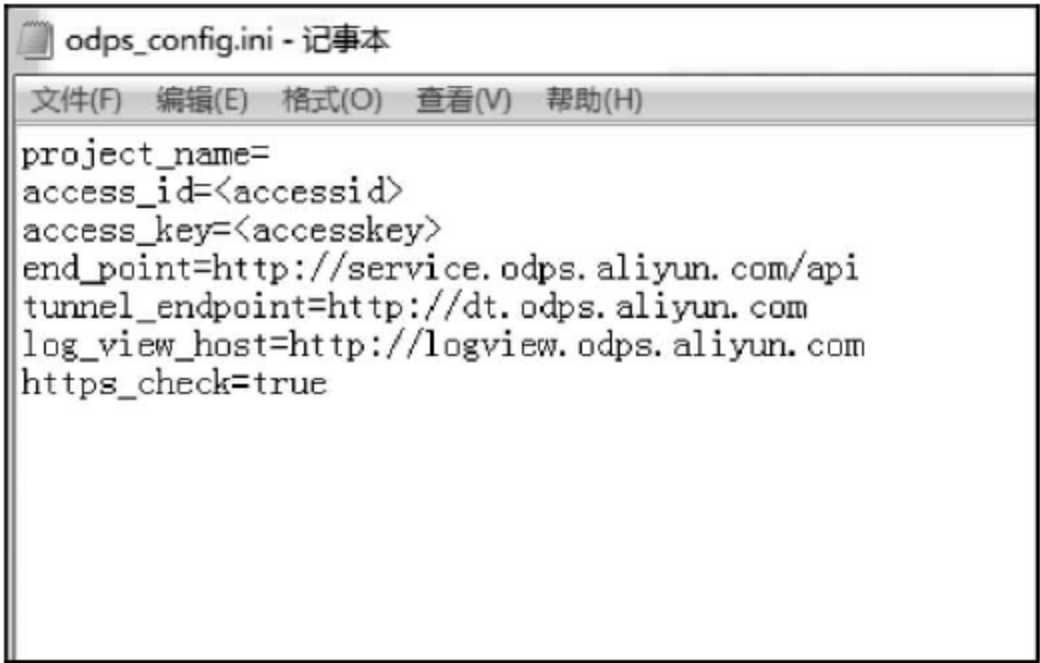 odps_config.ini - 记事本
文件(F) 编辑(E) 格式(O) 查看(V) 帮助(H)
project_name=
access_id=<accessid>
access_key=<accesskey>
end_point=http://service.odps.aliyun.com/api
tunnel_endpoint=http://dt.odps.aliyun.com
log_view_host=http://logview.odps.aliyun.com
https_check=true